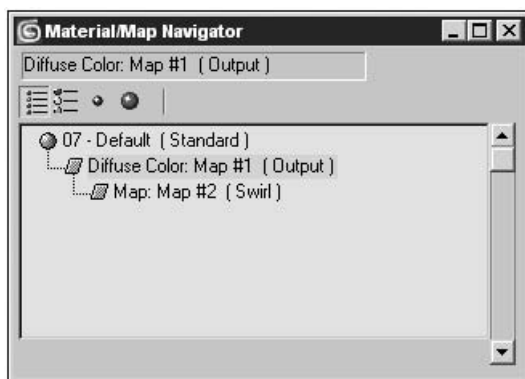 Material/Map Navigator
Diffuse Color: Map #1 ( Output )
07 - Default ( Standard )
Diffuse Color: Map #1 ( Output )
Map: Map #2 ( Swirl )